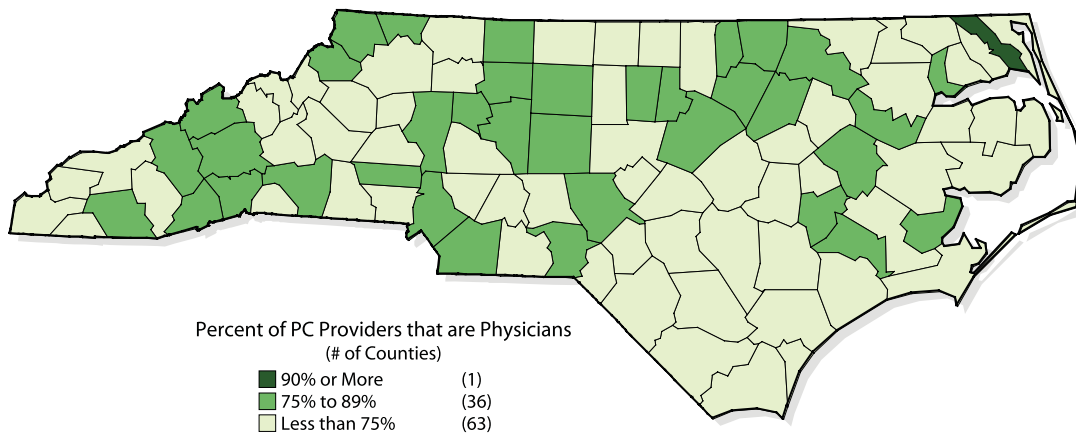 Percent of PC Providers that are Physicians
(# of Counties)
90% or More (1)
75% to 89% (36)
Less than 75% (63)